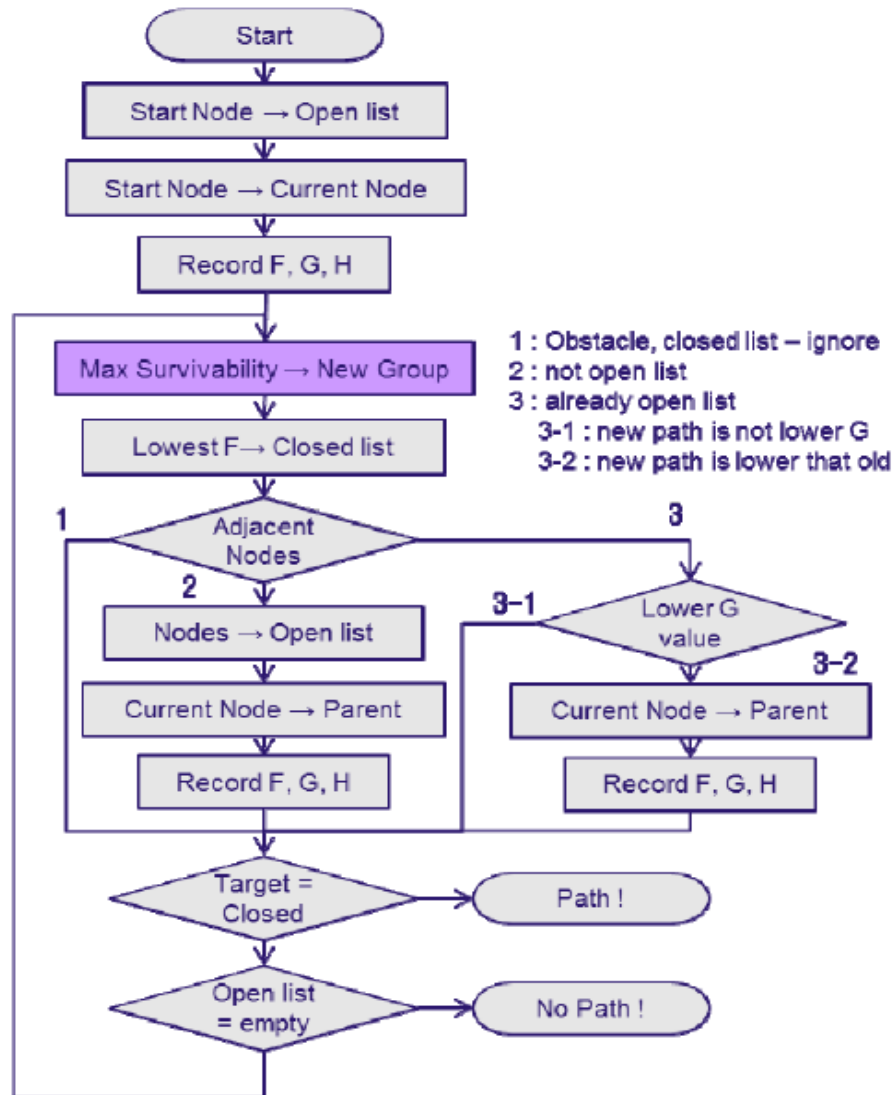 Start
Start Node → Open list
Start Node → Current Node
Record F, G, H
Max Survivability → New Group
Lowest F→ Closed list
1 : Obstacle, closed list – ignore
2 : not open list
3 : already open list
3-1 : new path is not lower G
3-2 : new path is lower that old
1
Adjacent
Nodes
3
2
Nodes → Open list
Current Node → Parent
Record F, G, H
3-1
Lower G
value
3-2
Current Node → Parent
Record F, G, H
Target =
Closed
Path !
Open list
= empty
No Path !